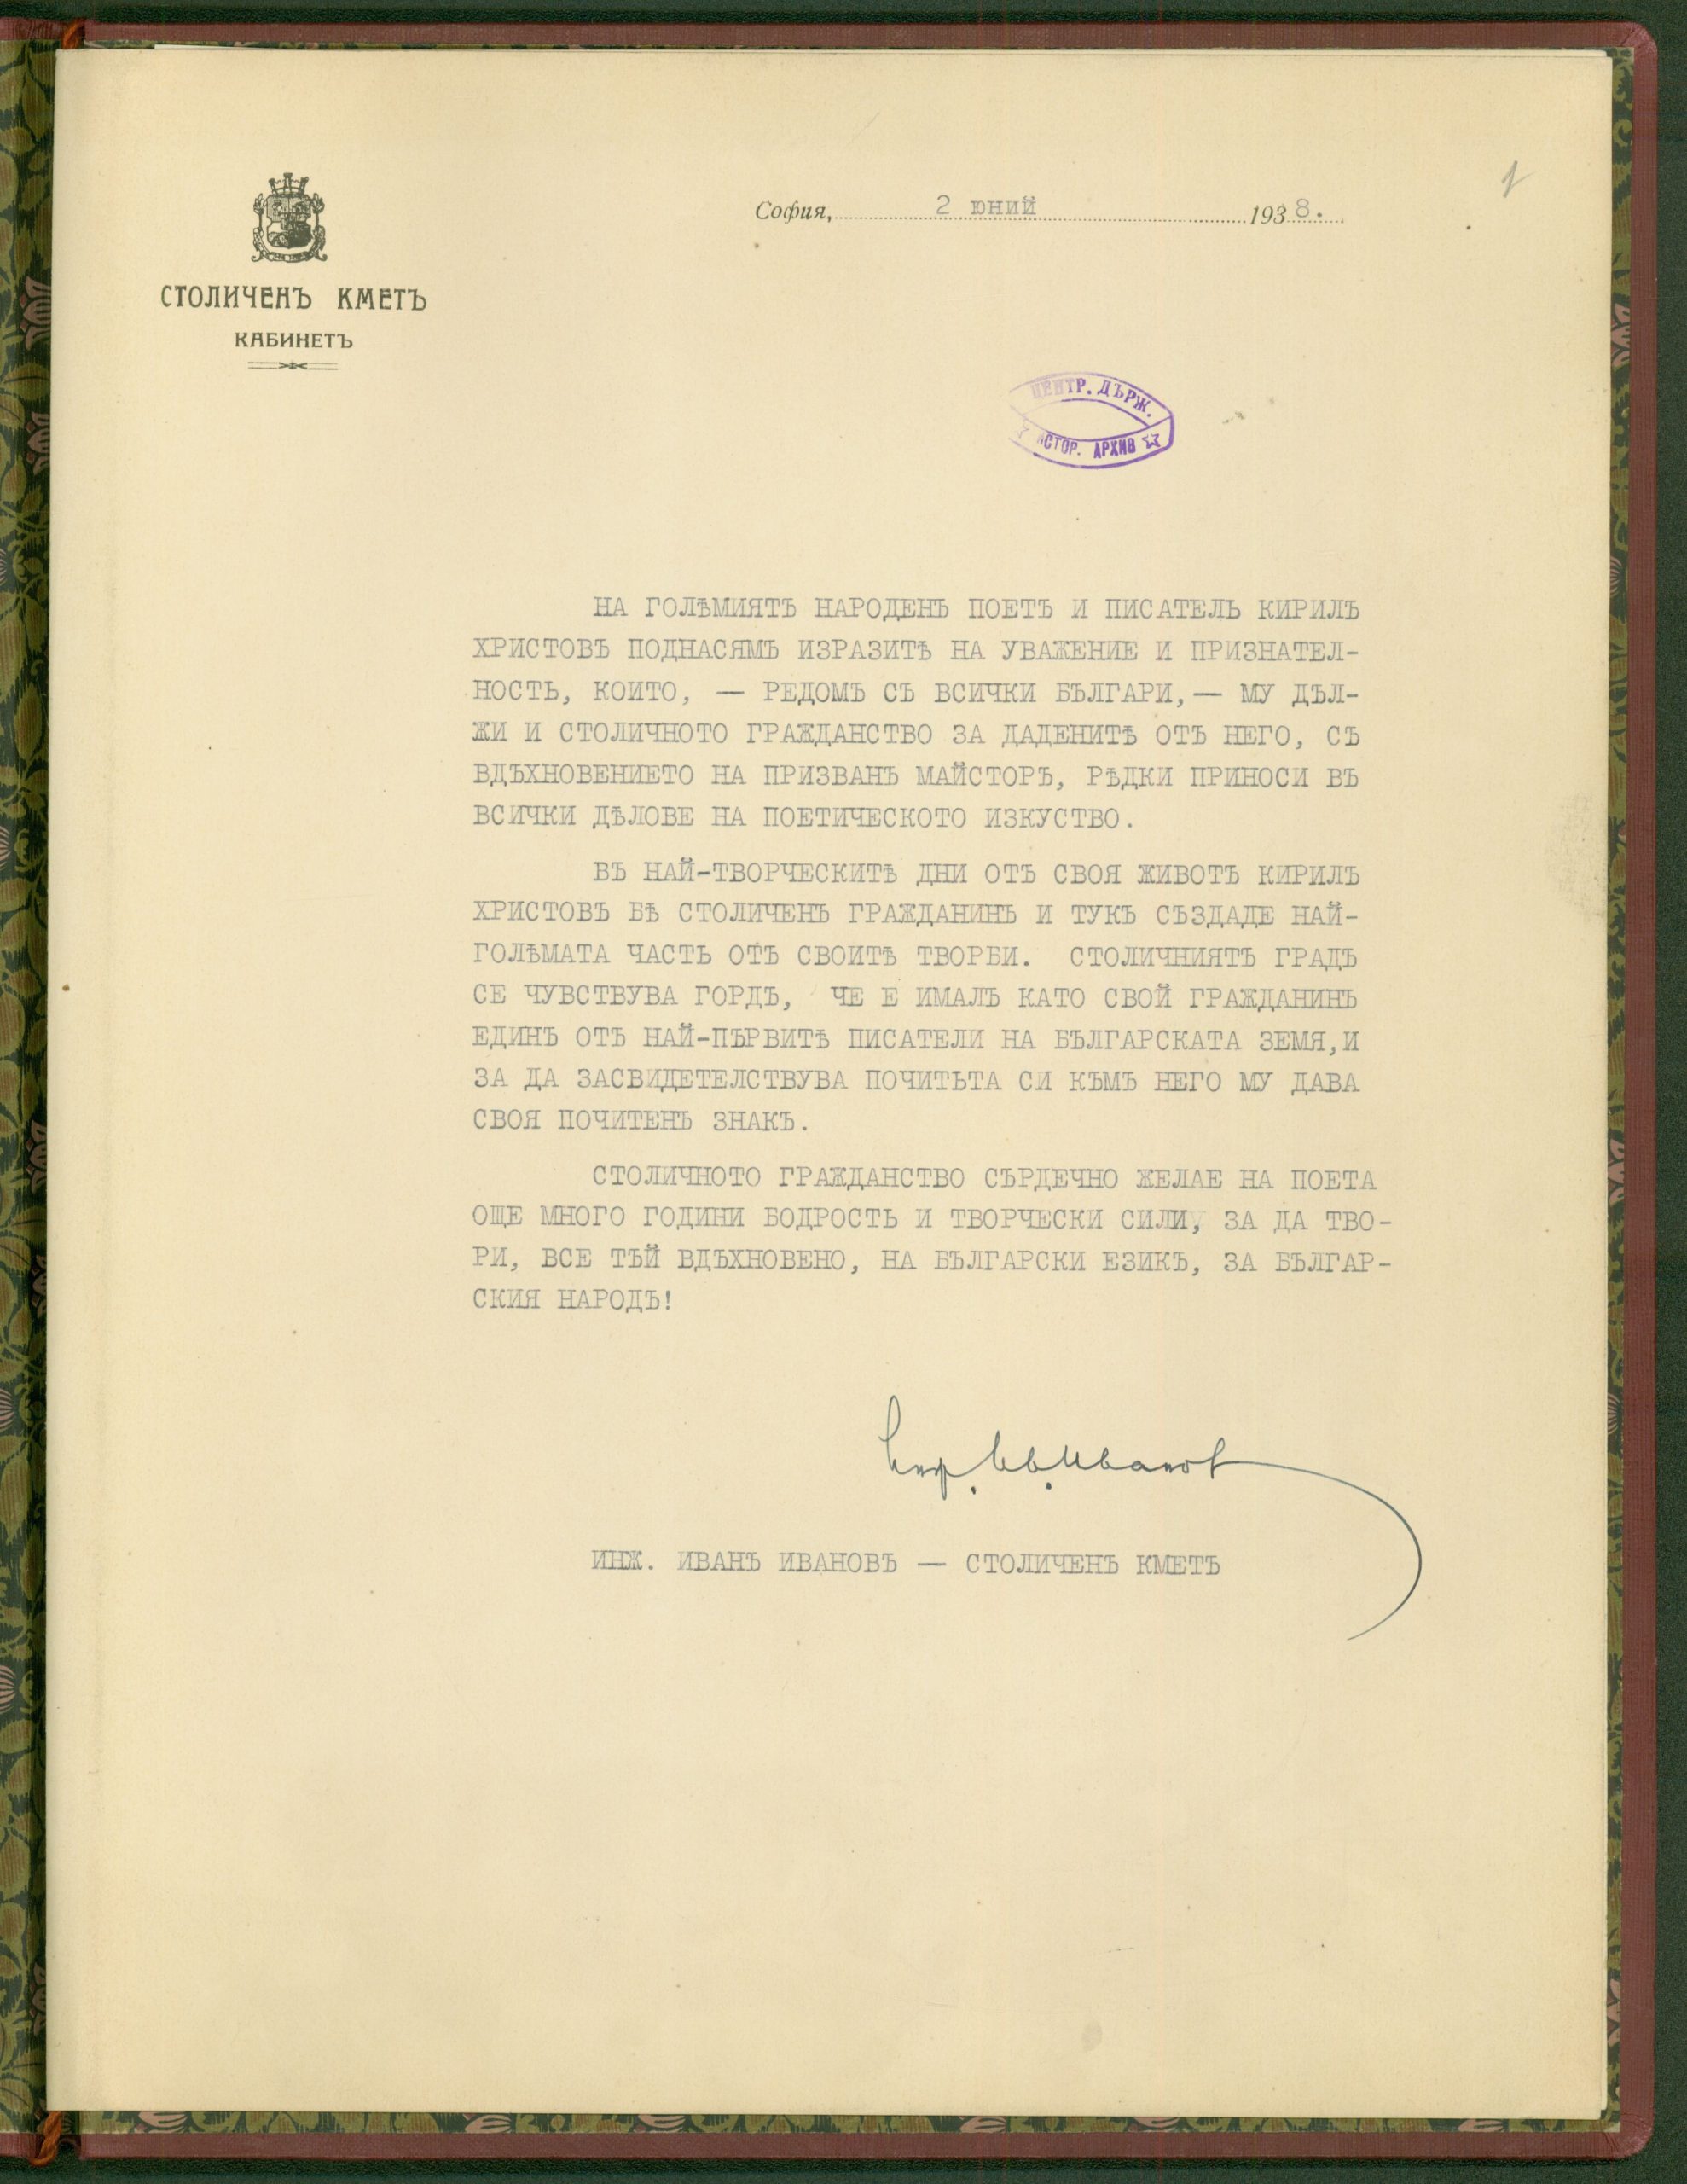 1
София, 2 юний 1938.
СТОЛИЧЕНЪ КМЕТЪ
КАБИНЕТЪ
ЦЕНТР. ДЪРЖ.
ИСТОР. АРХИВ
НА ГОЛѢМИЯТЪ НАРОДЕНЪ ПОЕТЪ И ПИСАТЕЛЬ КИРИЛЪ
ХРИСТОВЪ ПОДНАСЯМЪ ИЗРАЗИТѢ НА УВАЖЕНИЕ И ПРИЗНАТЕЛ-
НОСТЬ, КОИТО, — РЕДОМЪ СЪ ВСИЧКИ БЪЛГАРИ, — МУ ДЪЛ-
ЖИ И СТОЛИЧНОТО ГРАЖДАНСТВО ЗА ДАДЕНИТѢ ОТЪ НЕГО, СЪ
ВДЪХНОВЕНИЕТО НА ПРИЗВАНЪ МАЙСТОРЪ, РѢДКИ ПРИНОСИ ВЪ
ВСИЧКИ ДѢЛОВЕ НА ПОЕТИЧЕСКОТО ИЗКУСТВО.
ВЪ НАЙ-ТВОРЧЕСКИТѢ ДНИ ОТЪ СВОЯ ЖИВОТЪ КИРИЛЪ
ХРИСТОВЪ БѢ СТОЛИЧЕНЪ ГРАЖДАНИНЪ И ТУКЪ СЪЗДАДЕ НАЙ-
ГОЛѢМАТА ЧАСТЬ ОТЪ СВОИТѢ ТВОРБИ. СТОЛИЧНИЯТЪ ГРАДЪ
СЕ ЧУВСТВУВА ГОРДЪ, ЧЕ Е ИМАЛЪ КАТО СВОЙ ГРАЖДАНИНЪ
ЕДИНЪ ОТЪ НАЙ-ПЪРВИТѢ ПИСАТЕЛИ НА БЪЛГАРСКАТА ЗЕМЯ, И
ЗА ДА ЗАСВИДЕТЕЛСТВУВА ПОЧИТЬТА СИ КЪМЪ НЕГО МУ ДАВА
СВОЯ ПОЧИТЕНЪ ЗНАКЪ.
СТОЛИЧНОТО ГРАЖДАНСТВО СЪРДЕЧНО ЖЕЛАЕ НА ПОЕТА
ОЩЕ МНОГО ГОДИНИ БОДРОСТЬ И ТВОРЧЕСКИ СИЛИ, ЗА ДА ТВО-
РИ, ВСЕ ТЪЙ ВДЪХНОВЕНО, НА БЪЛГАРСКИ ЕЗИКЪ, ЗА БЪЛГАР-
СКИЯ НАРОДЪ!
Инж. Ив. Иванов
ИНЖ. ИВАНЪ ИВАНОВЪ — СТОЛИЧЕНЪ КМЕТЪ